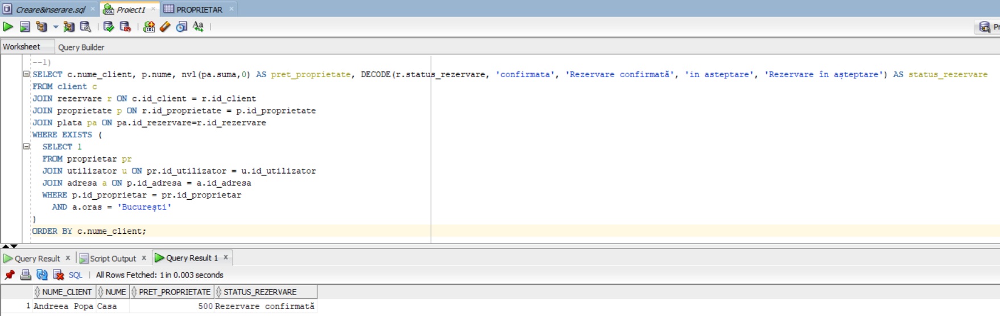 Creare&inserare.sql × Proiect1 × PROPRIETAR ×
Aa
Worksheet Query Builder
--1)
SELECT c.nume_client, p.nume, nvl(pa.suma,0) AS pret_proprietate, DECODE(r.status_rezervare, 'confirmata', 'Rezervare confirmată', 'in asteptare', 'Rezervare în așteptare') AS status_rezervare
FROM client c
JOIN rezervare r ON c.id_client = r.id_client
JOIN proprietate p ON r.id_proprietate = p.id_proprietate
JOIN plata pa ON pa.id_rezervare=r.id_rezervare
WHERE EXISTS (
SELECT 1
FROM proprietar pr
JOIN utilizator u ON pr.id_utilizator = u.id_utilizator
JOIN adresa a ON p.id_adresa = a.id_adresa
WHERE p.id_proprietar = pr.id_proprietar
AND a.oras = 'București'
)
ORDER BY c.nume_client;
Query Result x Script Output x Query Result 1 x
SQL | All Rows Fetched: 1 in 0.003 seconds
NUME_CLIENT NUME PRET_PROPRIETATE STATUS_REZERVARE
1 Andreea Popa Casa 500 Rezervare confirmată